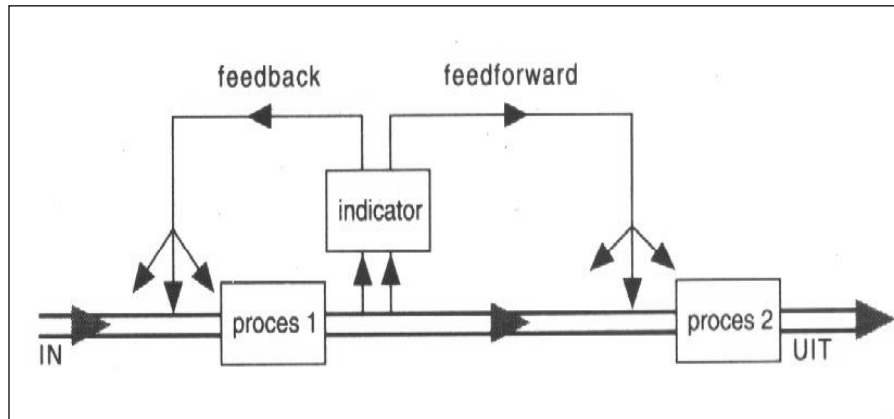 feedback
feedforward
indicator
proces 1
proces 2
IN
UIT